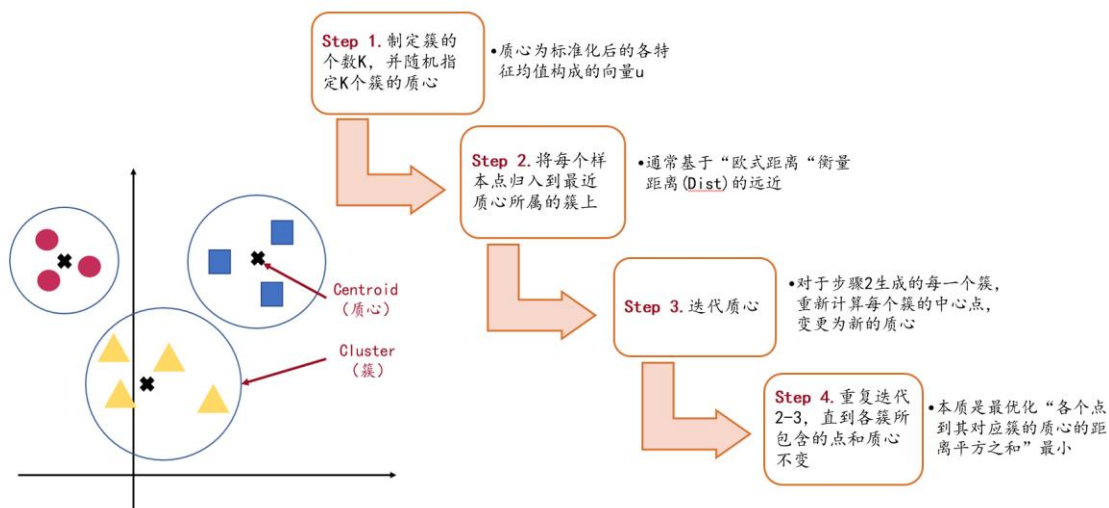 Step 1.制定簇的
个数K，并随机指
定K个簇的质心
•质心为标准化后的各特
征均值构成的向量u
Step 2.将每个样
本点归入到最近
质心所属的簇上
•通常基于“欧式距离“衡量
距离(Dist)的远近
Centroid
（质心）
Cluster
（簇）
Step 3.迭代质心
•对于步骤2生成的每一个簇，
重新计算每个簇的中心点，
变更为新的质心
Step 4.重复迭代
2-3，直到各簇所
包含的点和质心
不变
•本质是最优化“各个点
到其对应簇的质心的距
离平方之和”最小